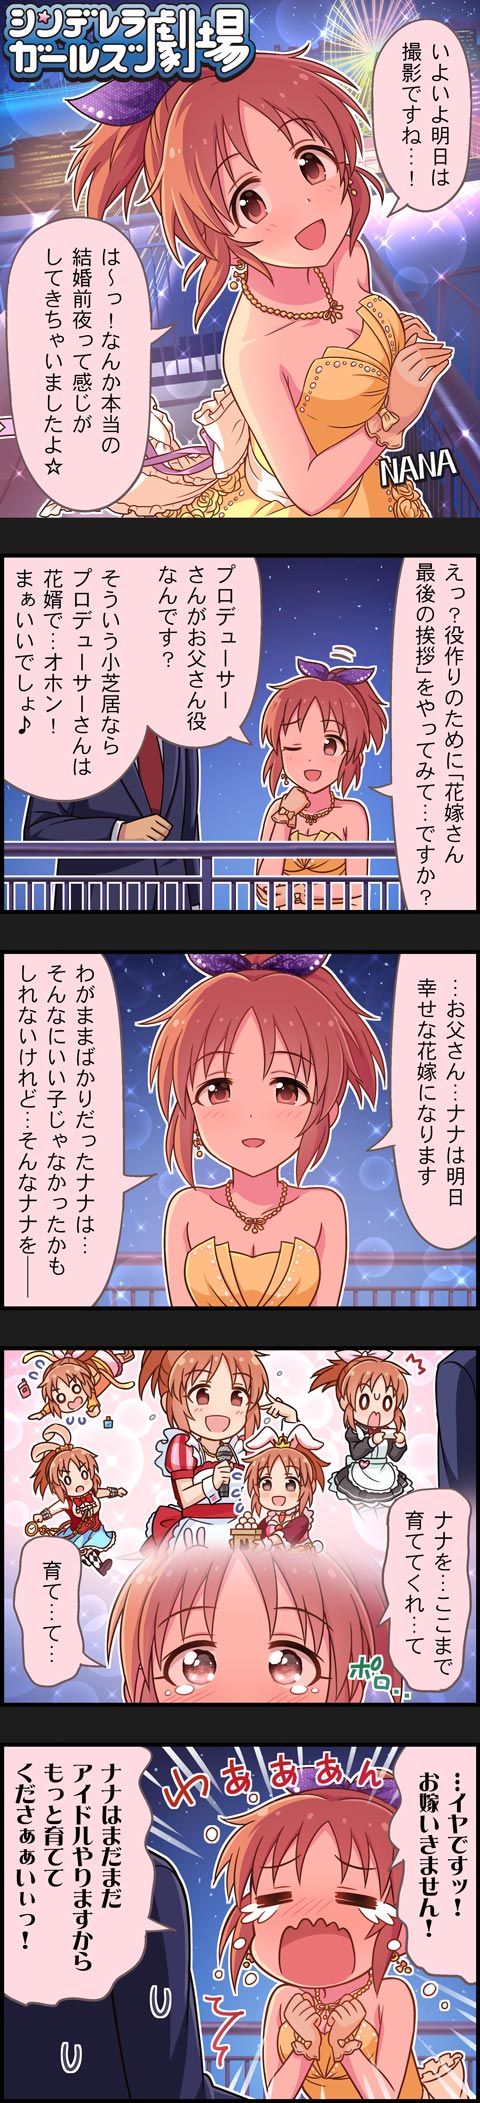 シンデレラ
ガールズ劇場
いよいよ明日は
撮影ですね…!
は～っ!なんか本当の
結婚前夜って感じが
してきちゃいましたよ☆
NANA
えっ?役作りのために「花嫁さん
最後の挨拶」をやってみて…ですか?
プロデューサー
さんがお父さん役
なんです?
そういう小芝居なら
プロデューサーさんは
花婿で…オホン!
まぁいいでしょ♪
…お父さん…ナナは明日
幸せな花嫁になります
わがままばかりだったナナは…
そんなにいい子じゃなかったかも
しれないけれど…そんなナナを――
ナナを…ここまで
育ててくれ…て
育て…て…
ポロ..
…イヤですッ!
お嫁いきません!
わぁぁぁぁん
ナナはまだまだ
アイドルやりますから
もっと育てて
くださぁぁいぃっ!